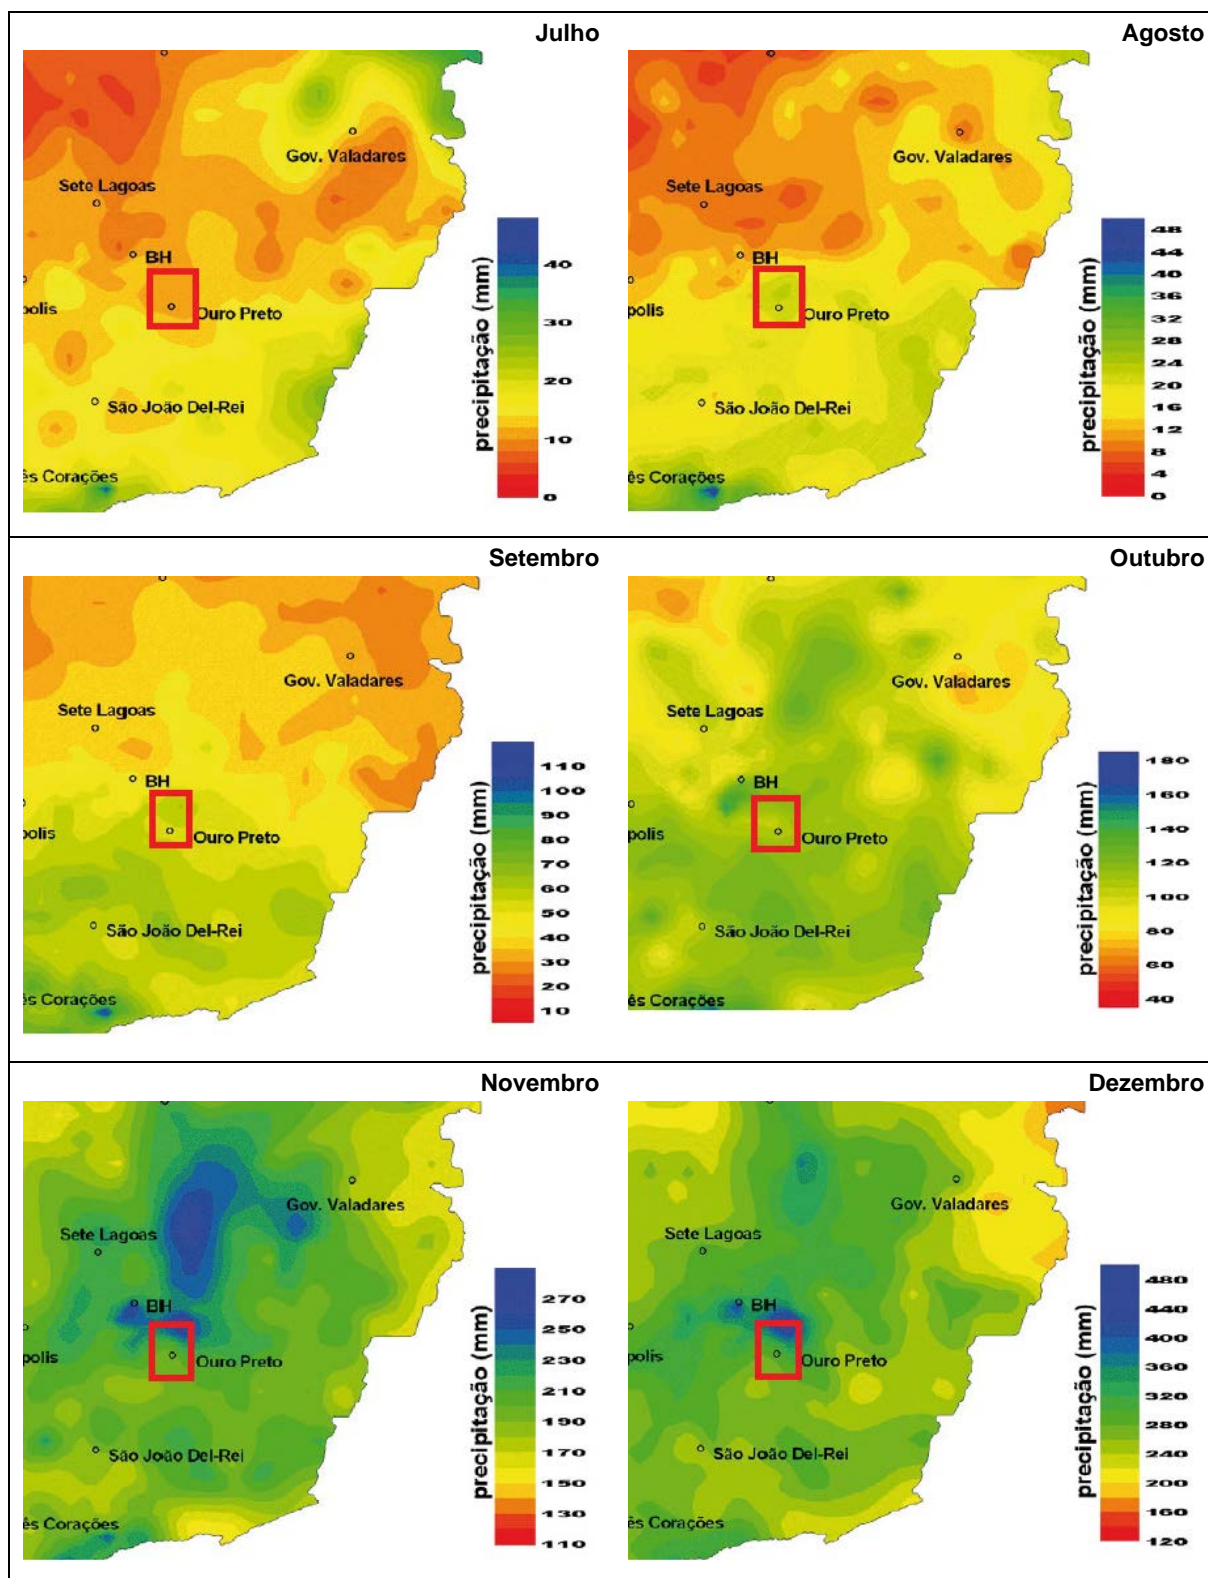 Julho
Gov. Valadares
Sete Lagoas
BH
polis
Ouro Preto
São João Del-Rei
ês Corações
precipitação (mm)
40
30
20
10
0
Agosto
Gov. Valadares
Sete Lagoas
BH
polis
Ouro Preto
São João Del-Rei
ês Corações
precipitação (mm)
48
44
40
36
32
28
24
20
16
12
8
4
0
Setembro
Gov. Valadares
Sete Lagoas
BH
polis
Ouro Preto
São João Del-Rei
ês Corações
precipitação (mm)
110
100
90
80
70
60
50
40
30
20
10
Outubro
Gov. Valadares
Sete Lagoas
BH
polis
Ouro Preto
São João Del-Rei
ês Corações
precipitação (mm)
180
160
140
120
100
80
60
40
Novembro
Gov. Valadares
Sete Lagoas
BH
polis
Ouro Preto
São João Del-Rei
ês Corações
precipitação (mm)
270
250
230
210
190
170
150
130
110
Dezembro
Gov. Valadares
Sete Lagoas
BH
polis
Ouro Preto
São João Del-Rei
ês Corações
precipitação (mm)
480
440
400
360
320
280
240
200
160
120